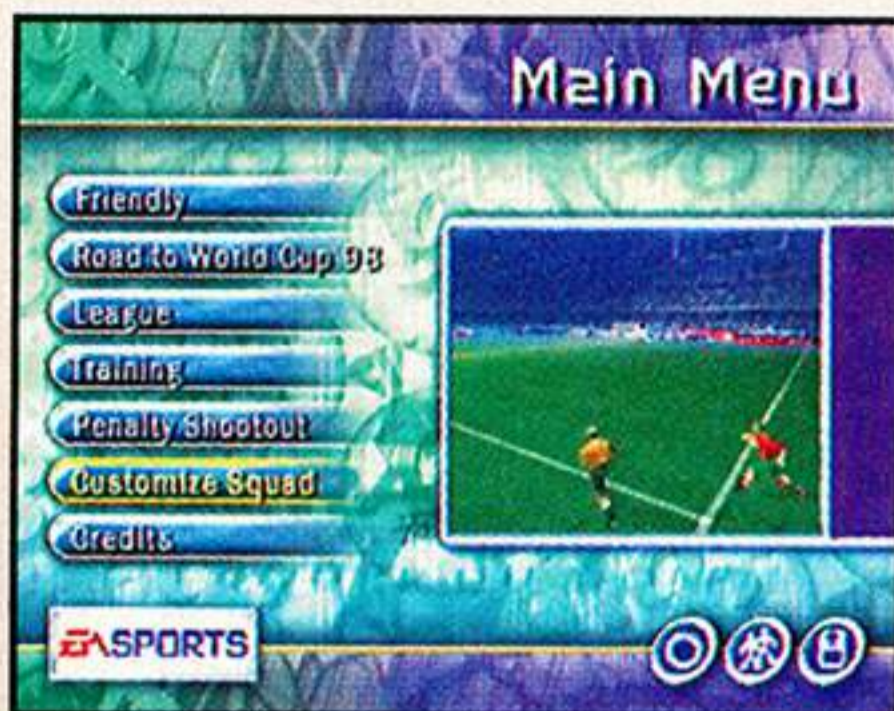 Main Menu
Friendly
Road to World Cup 98
League
Training
Penalty Shootout
Customize Squad
Credits
EA SPORTS